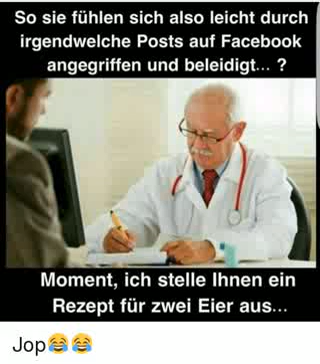 So sie fühlen sich also leicht durch
irgendwelche Posts auf Facebook
angegriffen und beleidigt... ?
Moment, ich stelle Ihnen ein
Rezept für zwei Eier aus...
Jop😂😂